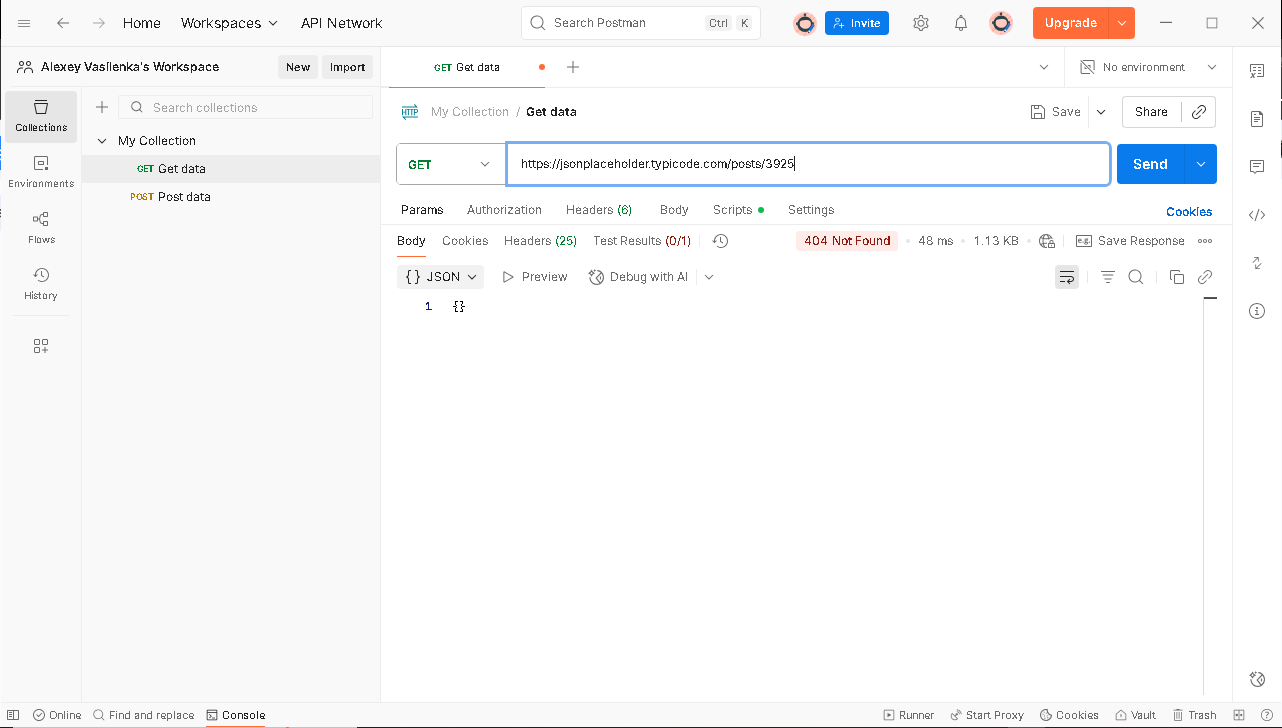 Home Workspaces API Network Search Postman Ctrl K Invite Upgrade
Alexey Vasilenka's Workspace New Import GET Get data No environment
Search collections
Collections
My Collection
GET Get data
POST Post data
Environments
Flows
History
HTTP My Collection / Get data Save Share
GET https://jsonplaceholder.typicode.com/posts/3925 Send
Params Authorization Headers (6) Body Scripts Settings Cookies
Body Cookies Headers (25) Test Results (0/1) 404 Not Found 48 ms 1.13 KB e.g. Save Response
{} JSON Preview Debug with AI
1 {}
Online Find and replace Console Runner Start Proxy Cookies Vault Trash